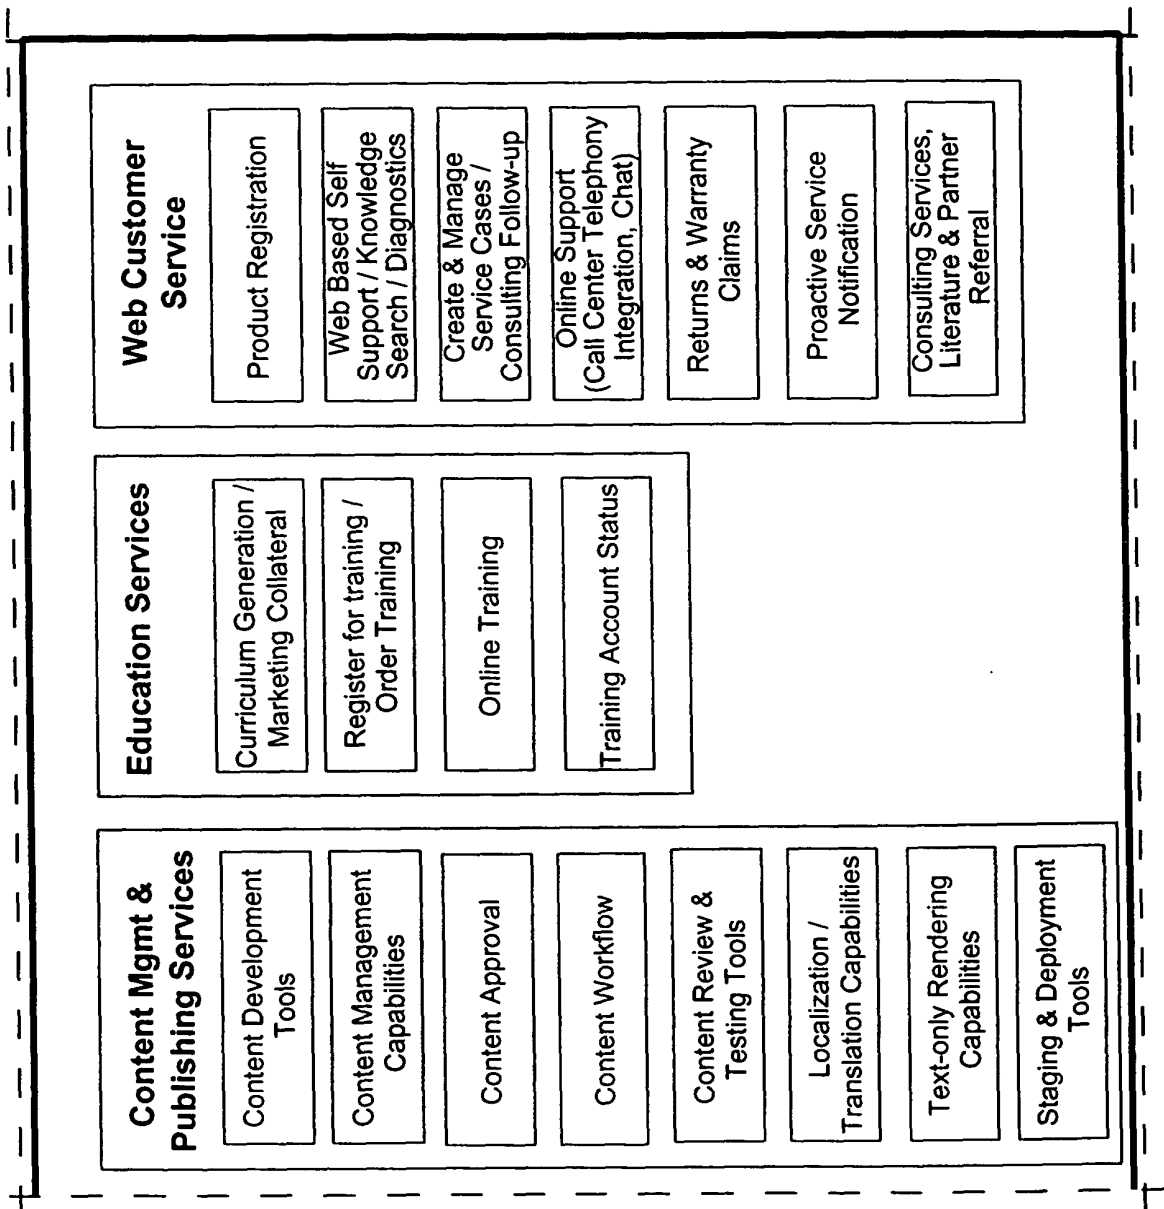 Content Mgmt &
Publishing Services
Content Development
Tools
Content Management
Capabilities
Content Approval
Content Workflow
Content Review &
Testing Tools
Localization /
Translation Capabilities
Text-only Rendering
Capabilities
Staging & Deployment
Tools
Education Services
Curriculum Generation /
Marketing Collateral
Register for training /
Order Training
Online Training
Training Account Status
Web Customer
Service
Product Registration
Web Based Self
Support / Knowledge
Search / Diagnostics
Create & Manage
Service Cases /
Consulting Follow-up
Online Support
(Call Center Telephony
Integration, Chat)
Returns & Warranty
Claims
Proactive Service
Notification
Consulting Services,
Literature & Partner
Referral